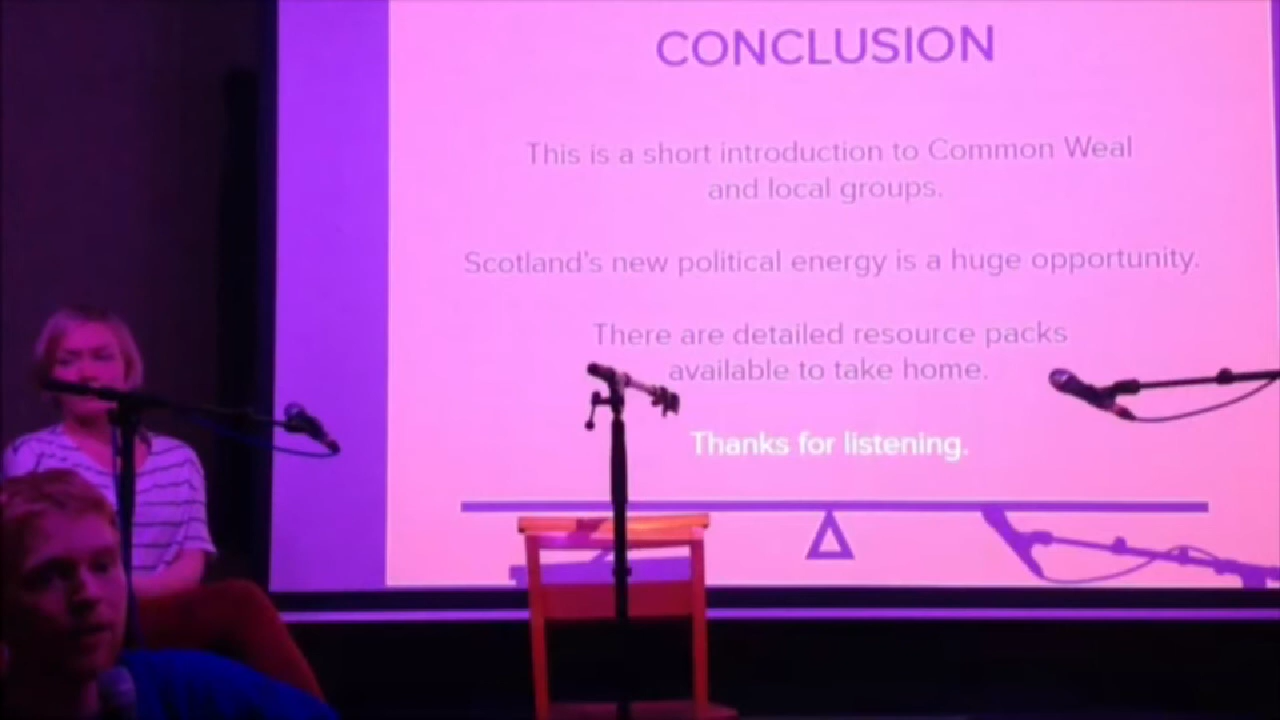 CONCLUSION
This is a short introduction to Common Weal
and local groups.
Scotland's new political energy is a huge opportunity.
There are detailed resource packs
available to take home.
Thanks for listening.